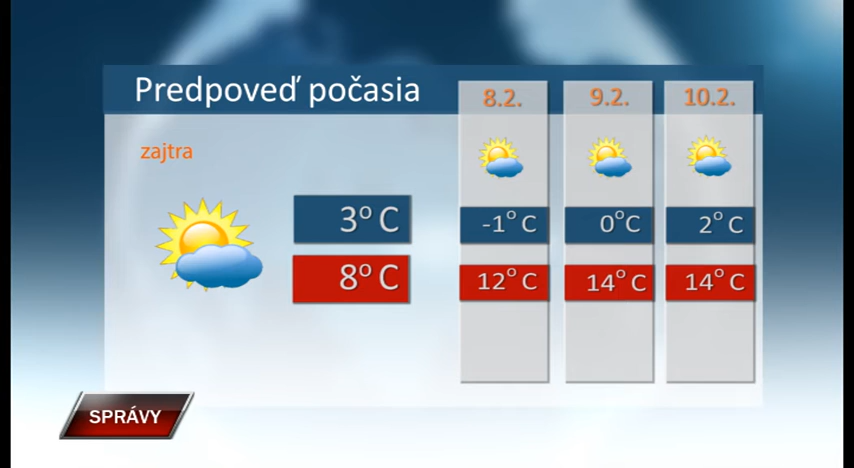 Predpoveď počasia
zajtra
3° C
8° C
8.2. 9.2. 10.2.
-1° C 0°C 2° C
12° C 14° C 14° C
SPRÁVY